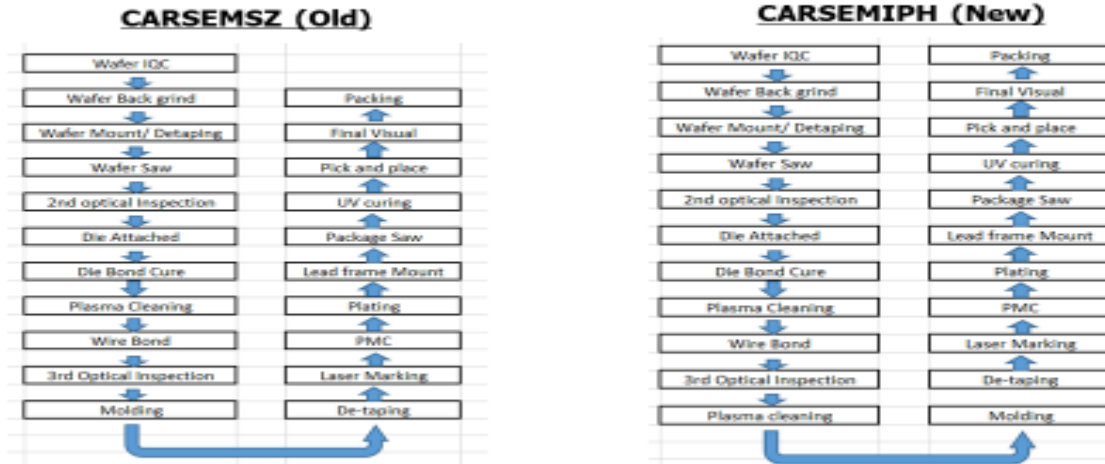 CARSEMSZ (Old)
Wafer IQC
Wafer Back grind
Wafer Mount/ Detaping
Wafer Saw
2nd optical Inspection
Die Attached
Die Bond Cure
Plasma Cleaning
Wire Bond
3rd Optical Inspection
Molding
De-taping
Laser Marking
PMC
Plating
Lead frame Mount
Package Saw
UV curing
Pick and place
Final Visual
Packing
CARSEMIPH (New)
Wafer IQC
Wafer Back grind
Wafer Mount/ Detaping
Wafer Saw
2nd optical Inspection
Die Attached
Die Bond Cure
Plasma Cleaning
Wire Bond
3rd Optical Inspection
Plasma cleaning
Molding
De-taping
Laser Marking
PMC
Plating
Lead frame Mount
Package Saw
UV curing
Pick and place
Final Visual
Packing